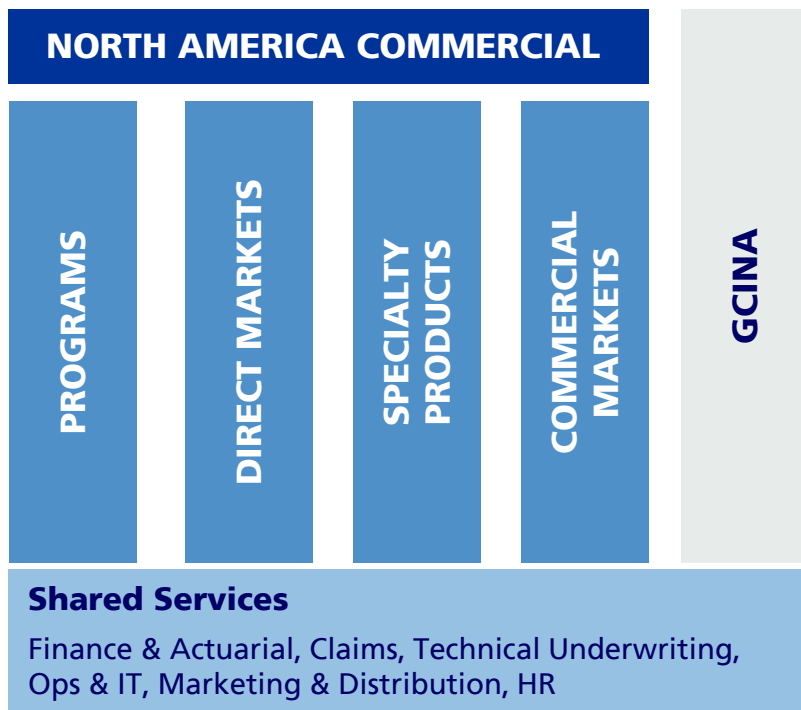 NORTH AMERICA COMMERCIAL
PROGRAMS
DIRECT MARKETS
SPECIALTY
PRODUCTS
COMMERCIAL
MARKETS
GCINA
Shared Services
Finance & Actuarial, Claims, Technical Underwriting,
Ops & IT, Marketing & Distribution, HR